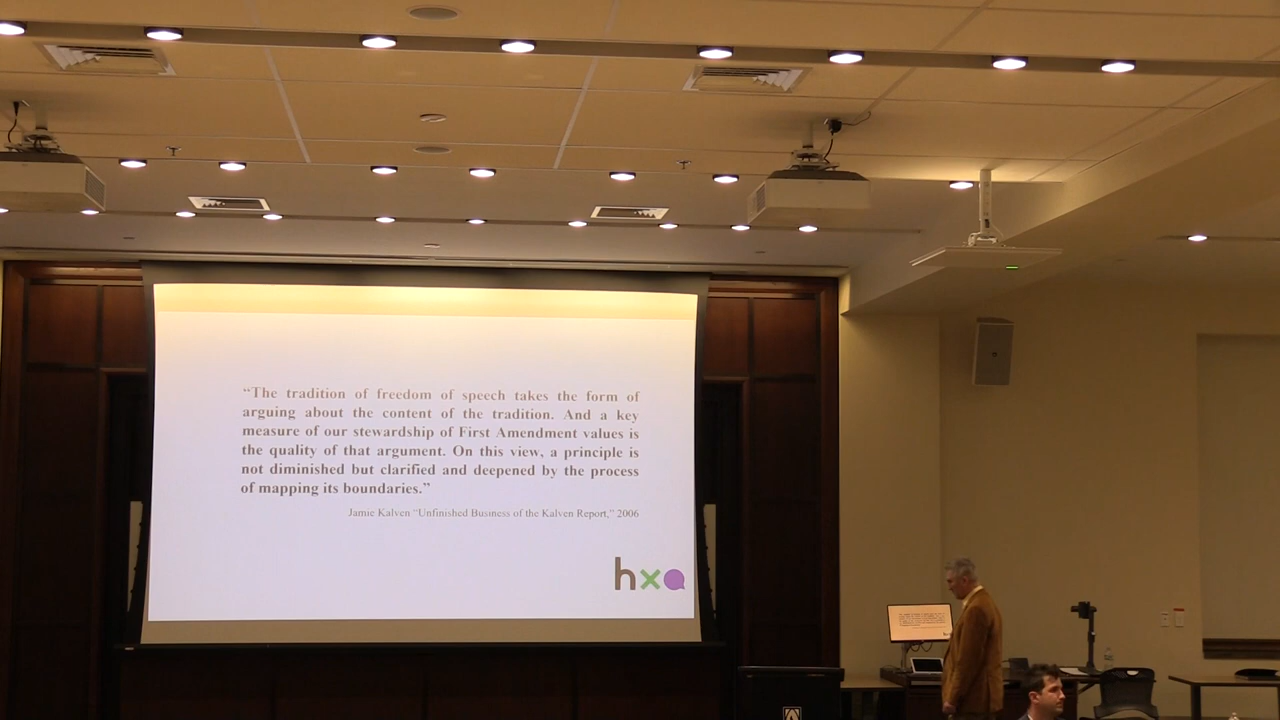 “The tradition of freedom of speech takes the form of
arguing about the content of the tradition. And a key
measure of our stewardship of First Amendment values is
the quality of that argument. On this view, a principle is
not diminished but clarified and deepened by the process
of mapping its boundaries.”
Jamie Kalven “Unfinished Business of the Kalven Report,” 2006
hxa